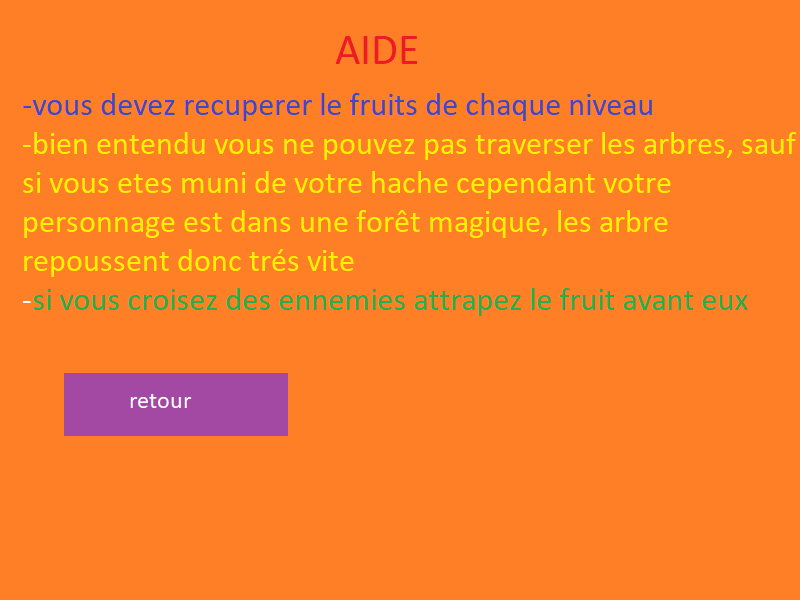 AIDE
-vous devez recuperer le fruits de chaque niveau
-bien entendu vous ne pouvez pas traverser les arbres, sauf
si vous etes muni de votre hache cependant votre
personnage est dans une forêt magique, les arbre
repoussent donc trés vite
-si vous croisez des ennemies attrapez le fruit avant eux
retour